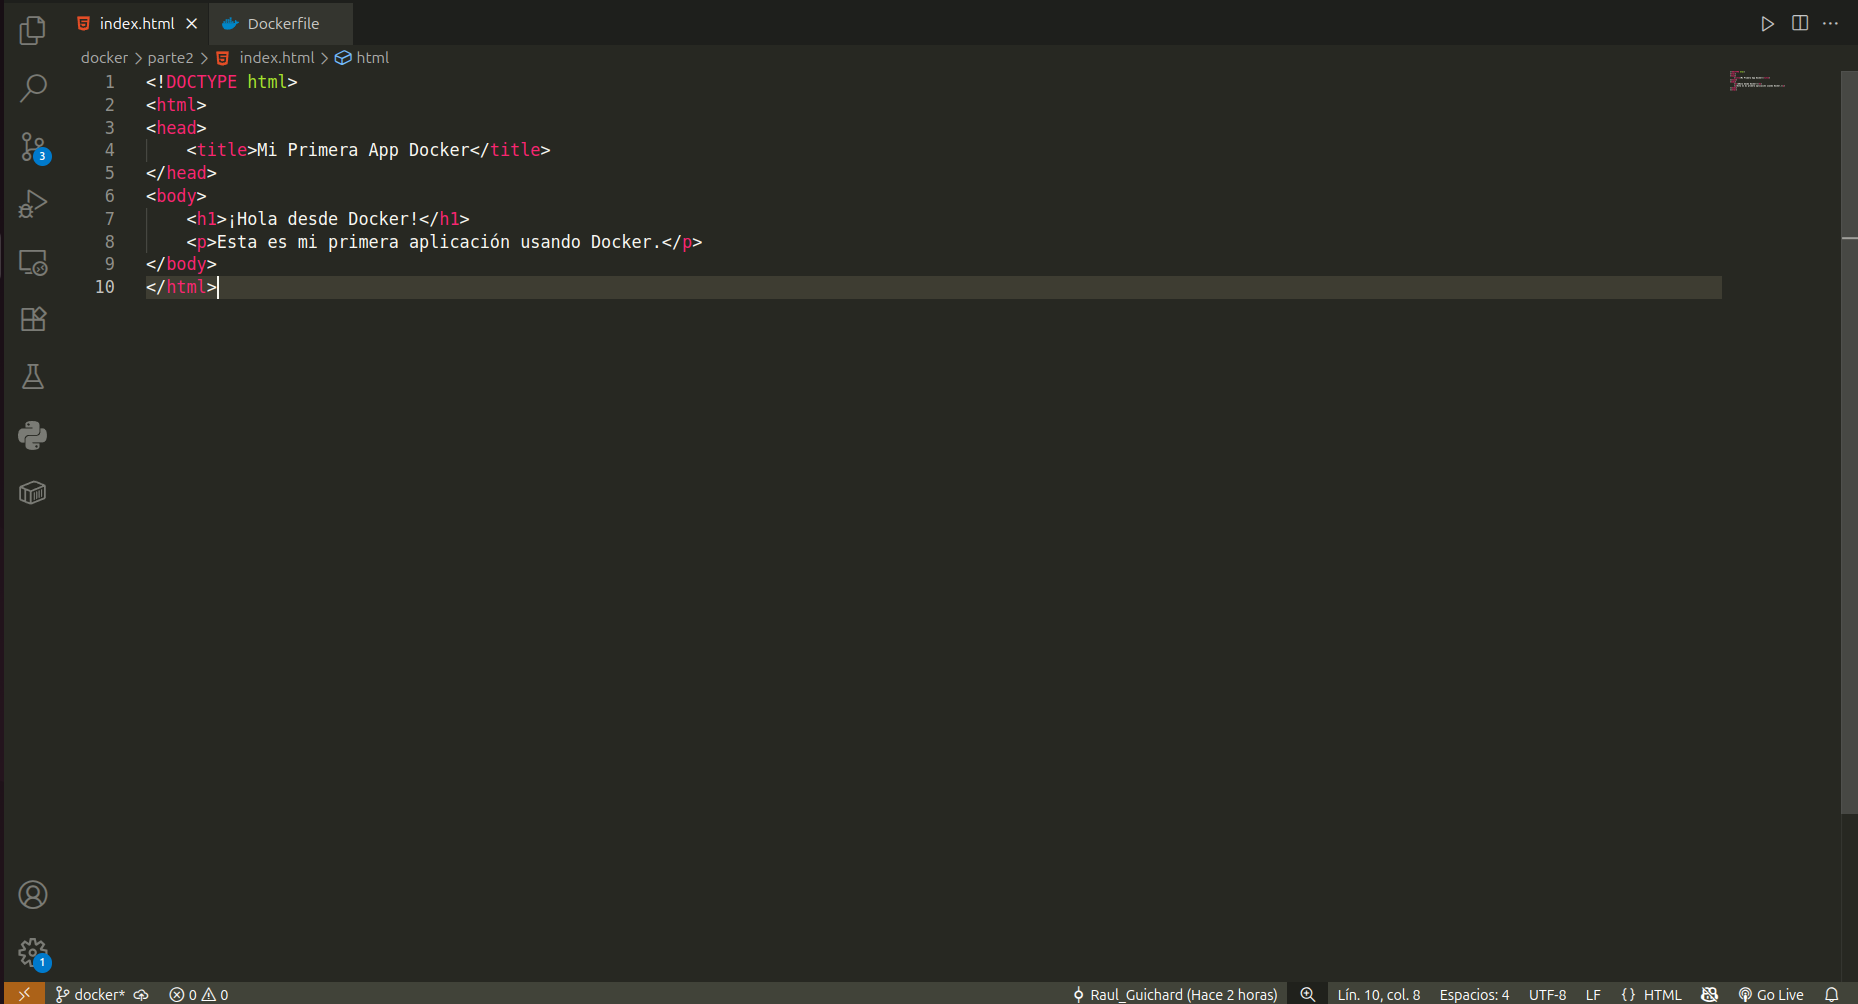 index.html
Dockerfile
docker > parte2 > index.html > html
1 <!DOCTYPE html>
2 <html>
3 <head>
4     <title>Mi Primera App Docker</title>
5 </head>
6 <body>
7     <h1>¡Hola desde Docker!</h1>
8     <p>Esta es mi primera aplicación usando Docker.</p>
9 </body>
10 </html>
3
1
docker* 0 0 Raul_Guichard (Hace 2 horas) Lín. 10, col. 8 Espacios: 4 UTF-8 LF {} HTML Go Live